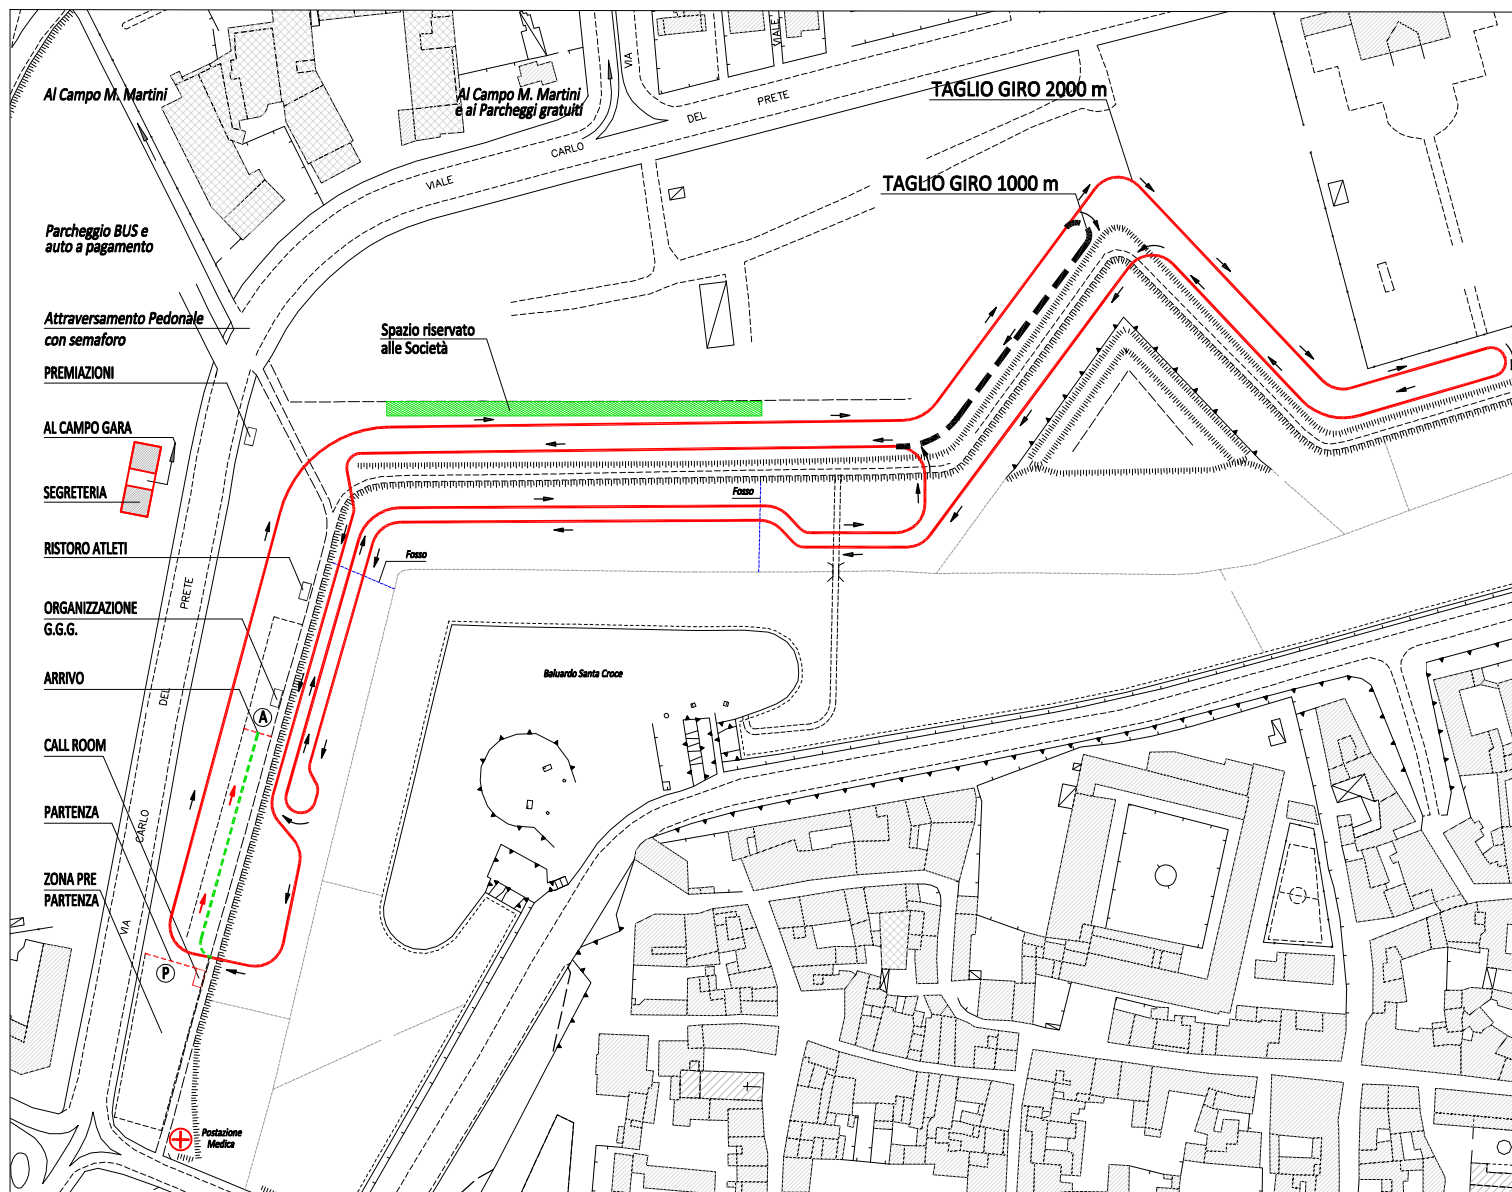 Al Campo M. Martini
Al Campo M. Martini
e ai Parcheggi gratuiti
VIA
VIALE
TAGLIO GIRO 2000 m
VIALE
CARLO
DEL
PRETE
TAGLIO GIRO 1000 m
Parcheggio BUS e
auto a pagamento
Attraversamento Pedonale
con semaforo
Spazio riservato
alle Società
PREMIAZIONI
AL CAMPO GARA
SEGRETERIA
Fosso
RISTORO ATLETI
Fosso
ORGANIZZAZIONE
G.G.G.
ARRIVO
A
Baluardo Santa Croce
CALL ROOM
PARTENZA
ZONA PRE
PARTENZA
P
VIA
CARLO
DEL
PRETE
Postazione
Medica